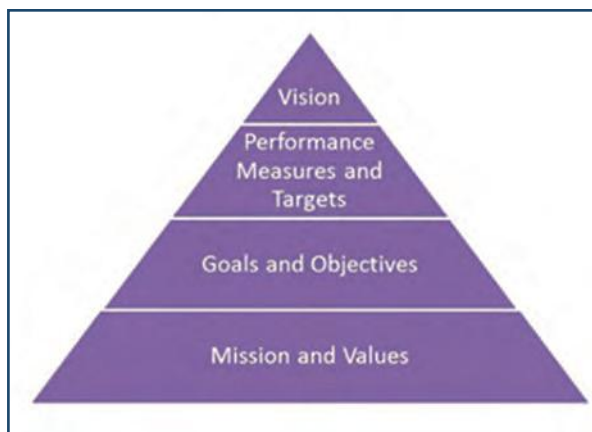 Vision
Performance
Measures and
Targets
Goals and Objectives
Mission and Values